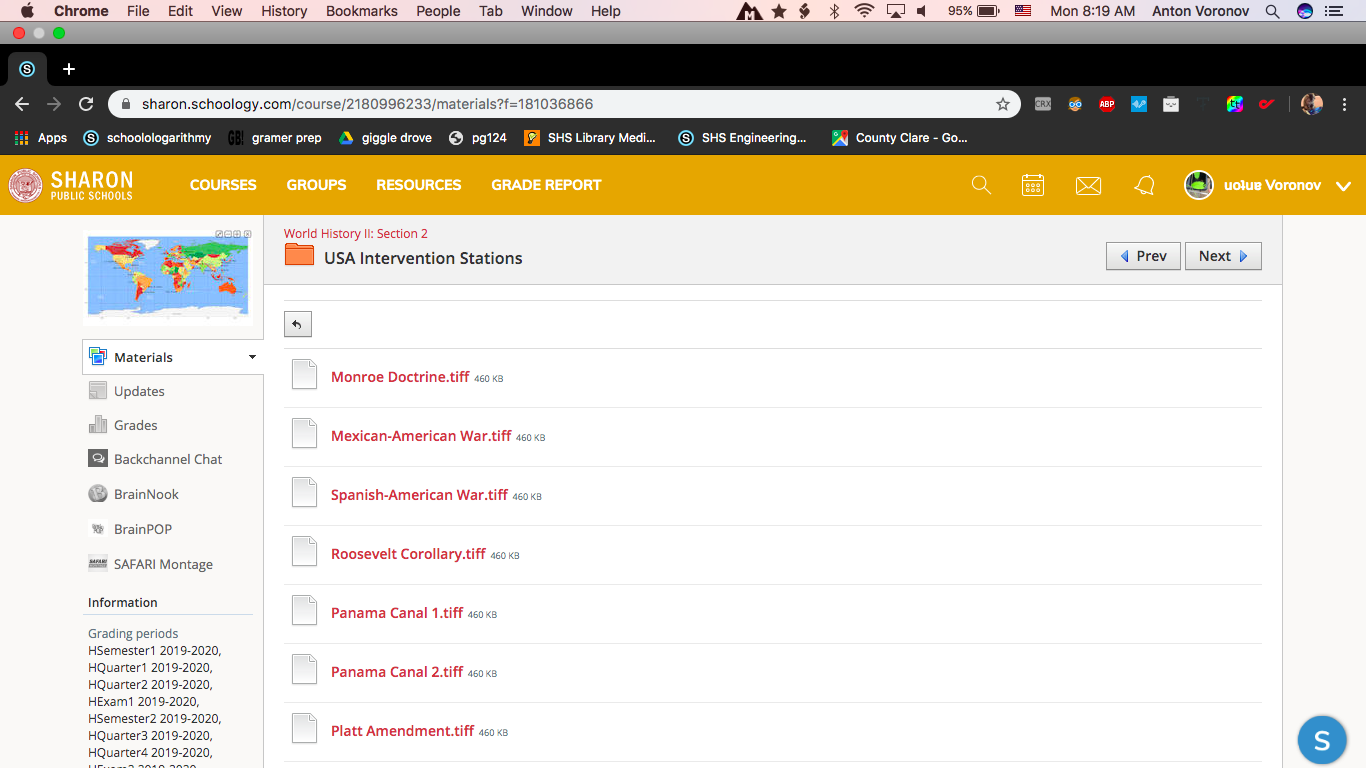 Chrome File Edit View History Bookmarks People Tab Window Help 95% Mon 8:19 AM Anton Voronov
S
sharon.schoology.com/course/2180996233/materials?f=181036866 CRX ABP
Apps S schoolologarithmy GB! gramer prep giggle drove pg124 SHS Library Medi... S SHS Engineering... County Clare - Go...
SHARON
PUBLIC SCHOOLS
COURSES GROUPS RESOURCES GRADE REPORT Voronov
World History II: Section 2
USA Intervention Stations
Prev Next
Materials
Updates
Grades
Backchannel Chat
BrainNook
BrainPOP
SAFARI Montage
Information
Grading periods
HSemester1 2019-2020,
HQuarter1 2019-2020,
HQuarter2 2019-2020,
HExam1 2019-2020,
HSemester2 2019-2020,
HQuarter3 2019-2020,
HQuarter4 2019-2020,
Monroe Doctrine.tiff 460 KB
Mexican-American War.tiff 460 KB
Spanish-American War.tiff 460 KB
Roosevelt Corollary.tiff 460 KB
Panama Canal 1.tiff 460 KB
Panama Canal 2.tiff 460 KB
Platt Amendment.tiff 460 KB
S